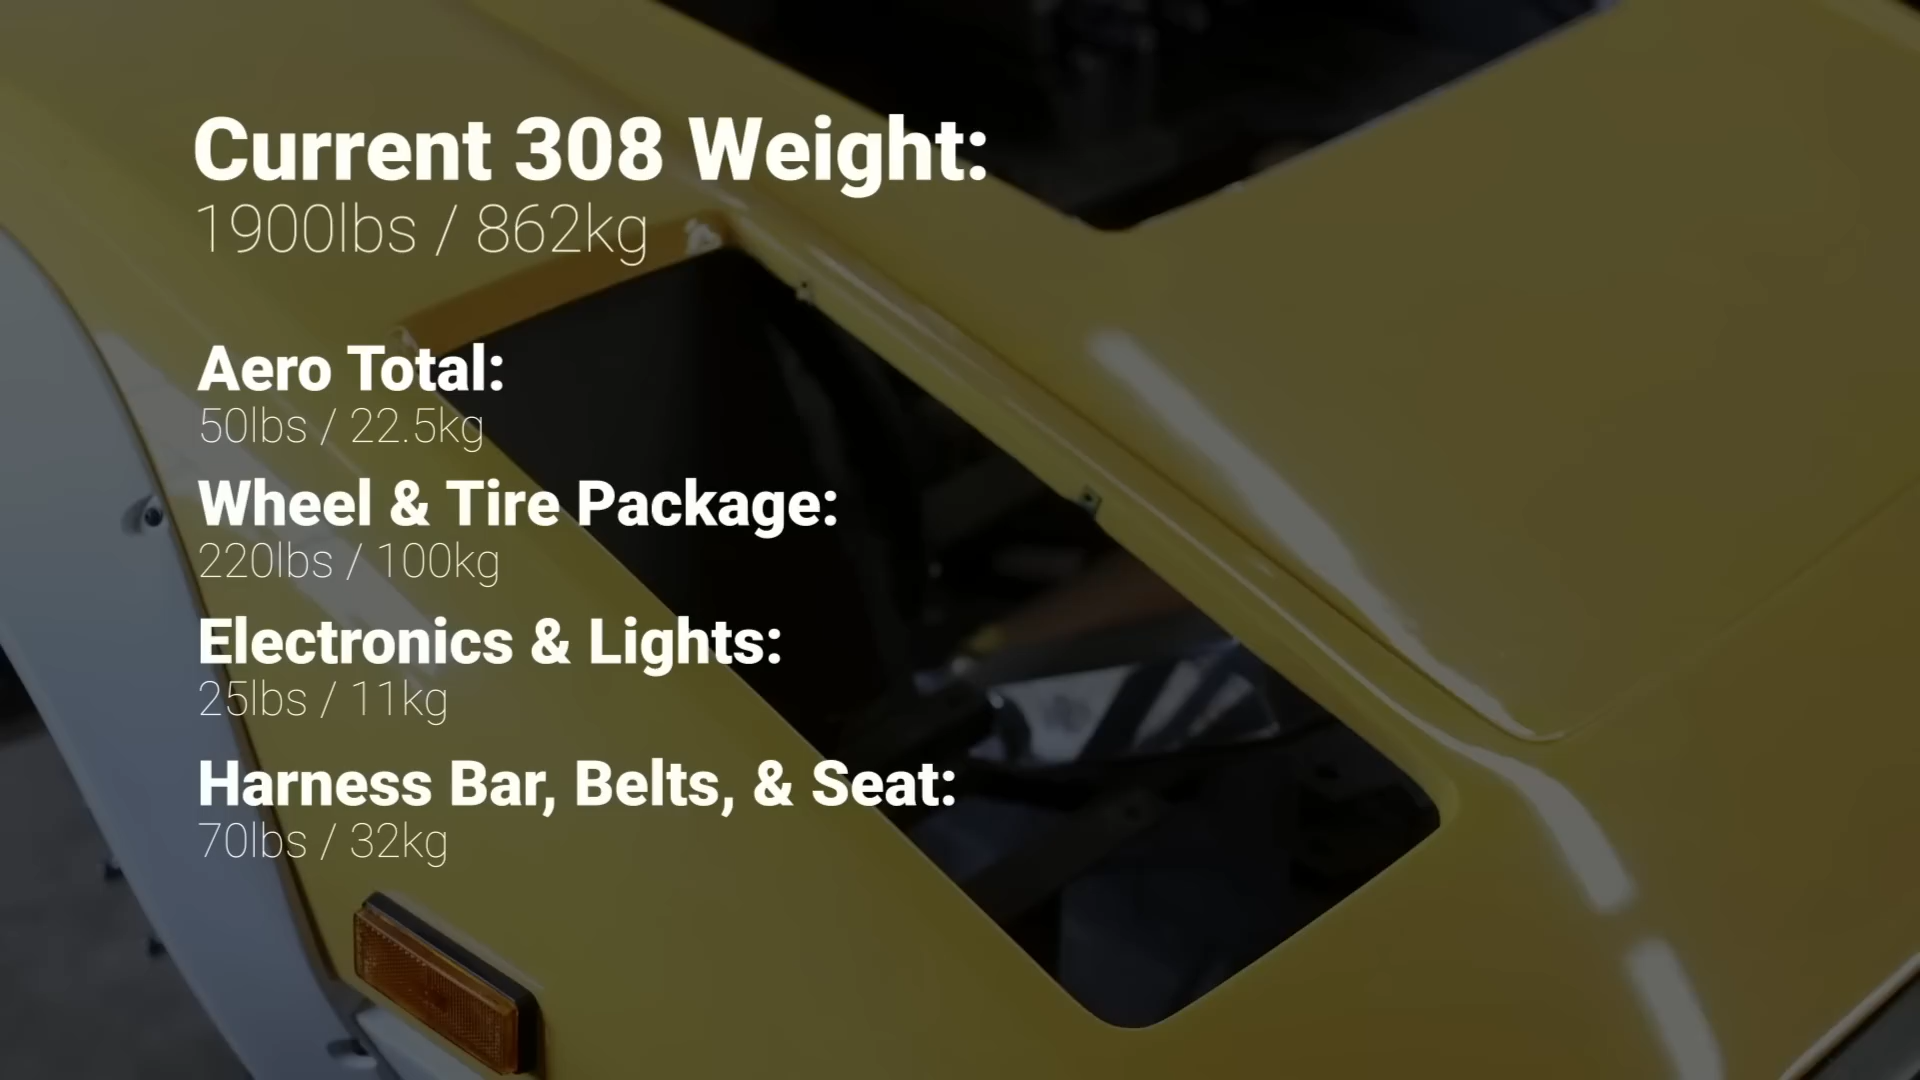 Current 308 Weight:
1900lbs / 862kg
Aero Total:
50lbs / 22.5kg
Wheel & Tire Package:
220lbs / 100kg
Electronics & Lights:
25lbs / 11kg
Harness Bar, Belts, & Seat:
70lbs / 32kg